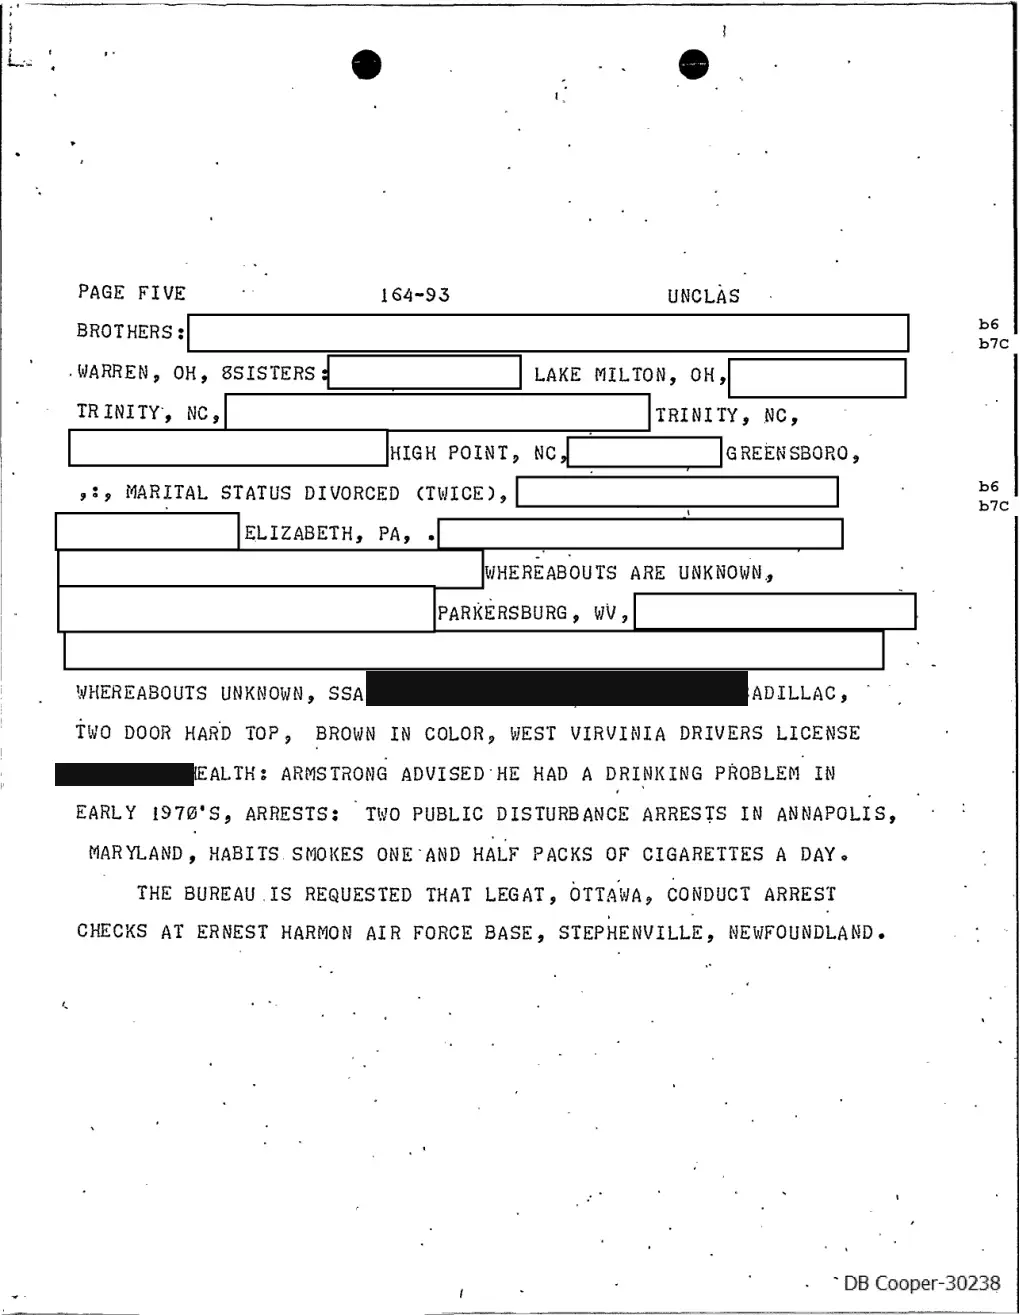 PAGE FIVE 164-93 UNCLAS
BROTHERS: b6
b7C
WARREN, OH, 8SISTERS: LAKE MILTON, OH,
TRINITY, NC, TRINITY, NC,
HIGH POINT, NC, GREENSBORO,
,:, MARITAL STATUS DIVORCED (TWICE), b6
b7C
ELIZABETH, PA, .
WHEREABOUTS ARE UNKNOWN,
PARKERSBURG, WV,
WHEREABOUTS UNKNOWN, SSA ADILLAC,
TWO DOOR HARD TOP, BROWN IN COLOR, WEST VIRVINIA DRIVERS LICENSE
EALTH: ARMSTRONG ADVISED HE HAD A DRINKING PROBLEM IN
EARLY 1970'S, ARRESTS: TWO PUBLIC DISTURBANCE ARRESTS IN ANNAPOLIS,
MARYLAND, HABITS SMOKES ONE AND HALF PACKS OF CIGARETTES A DAY.
THE BUREAU IS REQUESTED THAT LEGAT, OTTAWA, CONDUCT ARREST
CHECKS AT ERNEST HARMON AIR FORCE BASE, STEPHENVILLE, NEWFOUNDLAND.
DB Cooper-30238